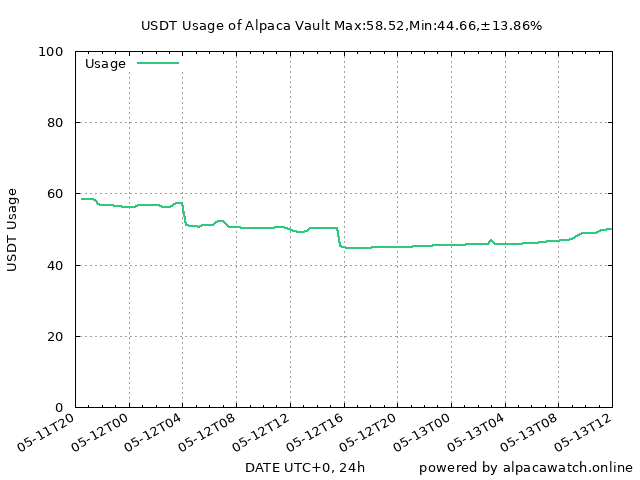 USDT Usage of Alpaca Vault Max:58.52,Min:44.66,±13.86%
Usage
100
80
60
40
20
0
USDT Usage
05-11T20
05-12T00
05-12T04
05-12T08
05-12T12
05-12T16
05-12T20
05-13T00
05-13T04
05-13T08
05-13T12
DATE UTC+0, 24h
powered by alpacawatch.online